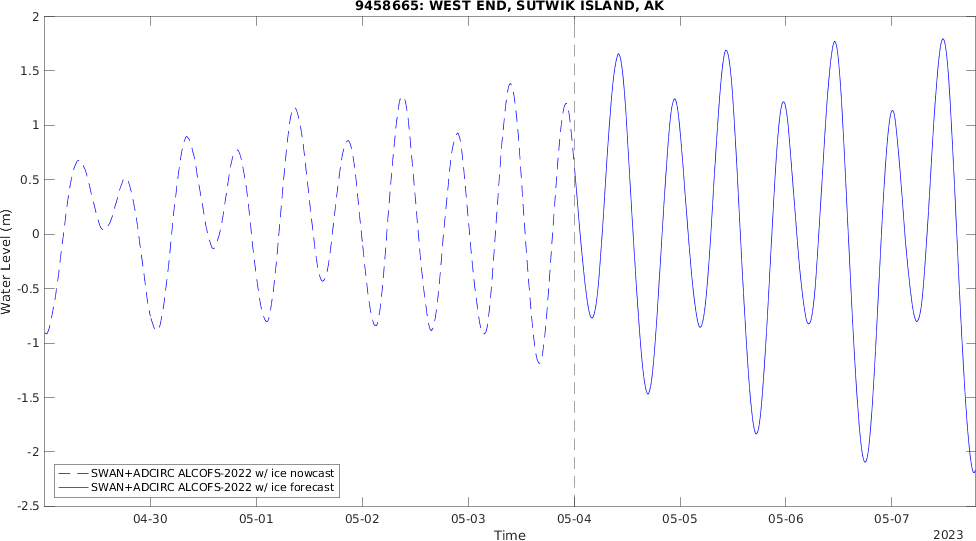 9458665: WEST END, SUTWIK ISLAND, AK
2
1.5
1
0.5
0
-0.5
-1
-1.5
-2
-2.5
Water Level (m)
SWAN+ADCIRC ALCOFS-2022 w/ ice nowcast
SWAN+ADCIRC ALCOFS-2022 w/ ice forecast
04-30 05-01 05-02 05-03 05-04 05-05 05-06 05-07
Time
2023